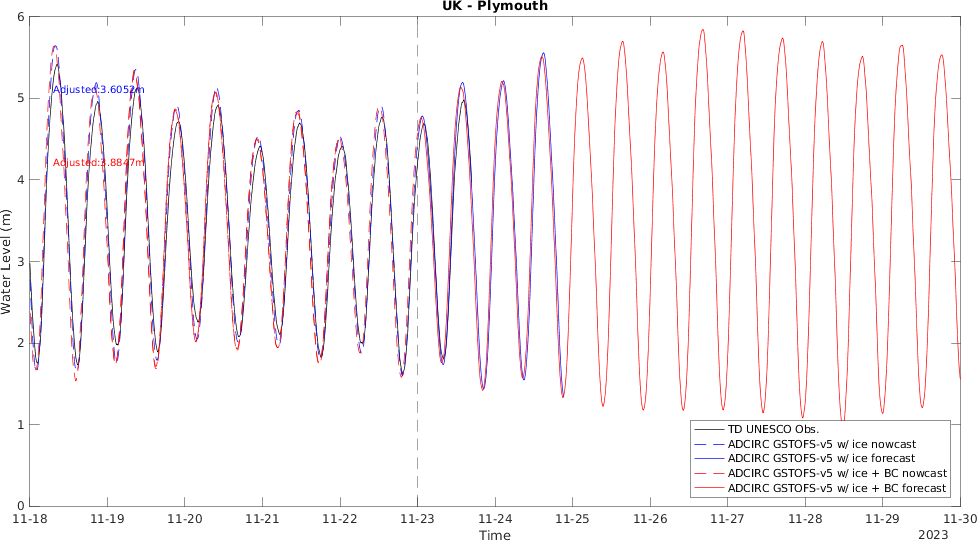 UK - Plymouth
6
5
4
3
2
1
0
Water Level (m)
Adjusted:3.6052m
Adjusted:3.8847m
TD UNESCO Obs.
ADCIRC GSTOFS-v5 w/ ice nowcast
ADCIRC GSTOFS-v5 w/ ice forecast
ADCIRC GSTOFS-v5 w/ ice + BC nowcast
ADCIRC GSTOFS-v5 w/ ice + BC forecast
11-18 11-19 11-20 11-21 11-22 11-23 11-24 11-25 11-26 11-27 11-28 11-29 11-30
Time
2023